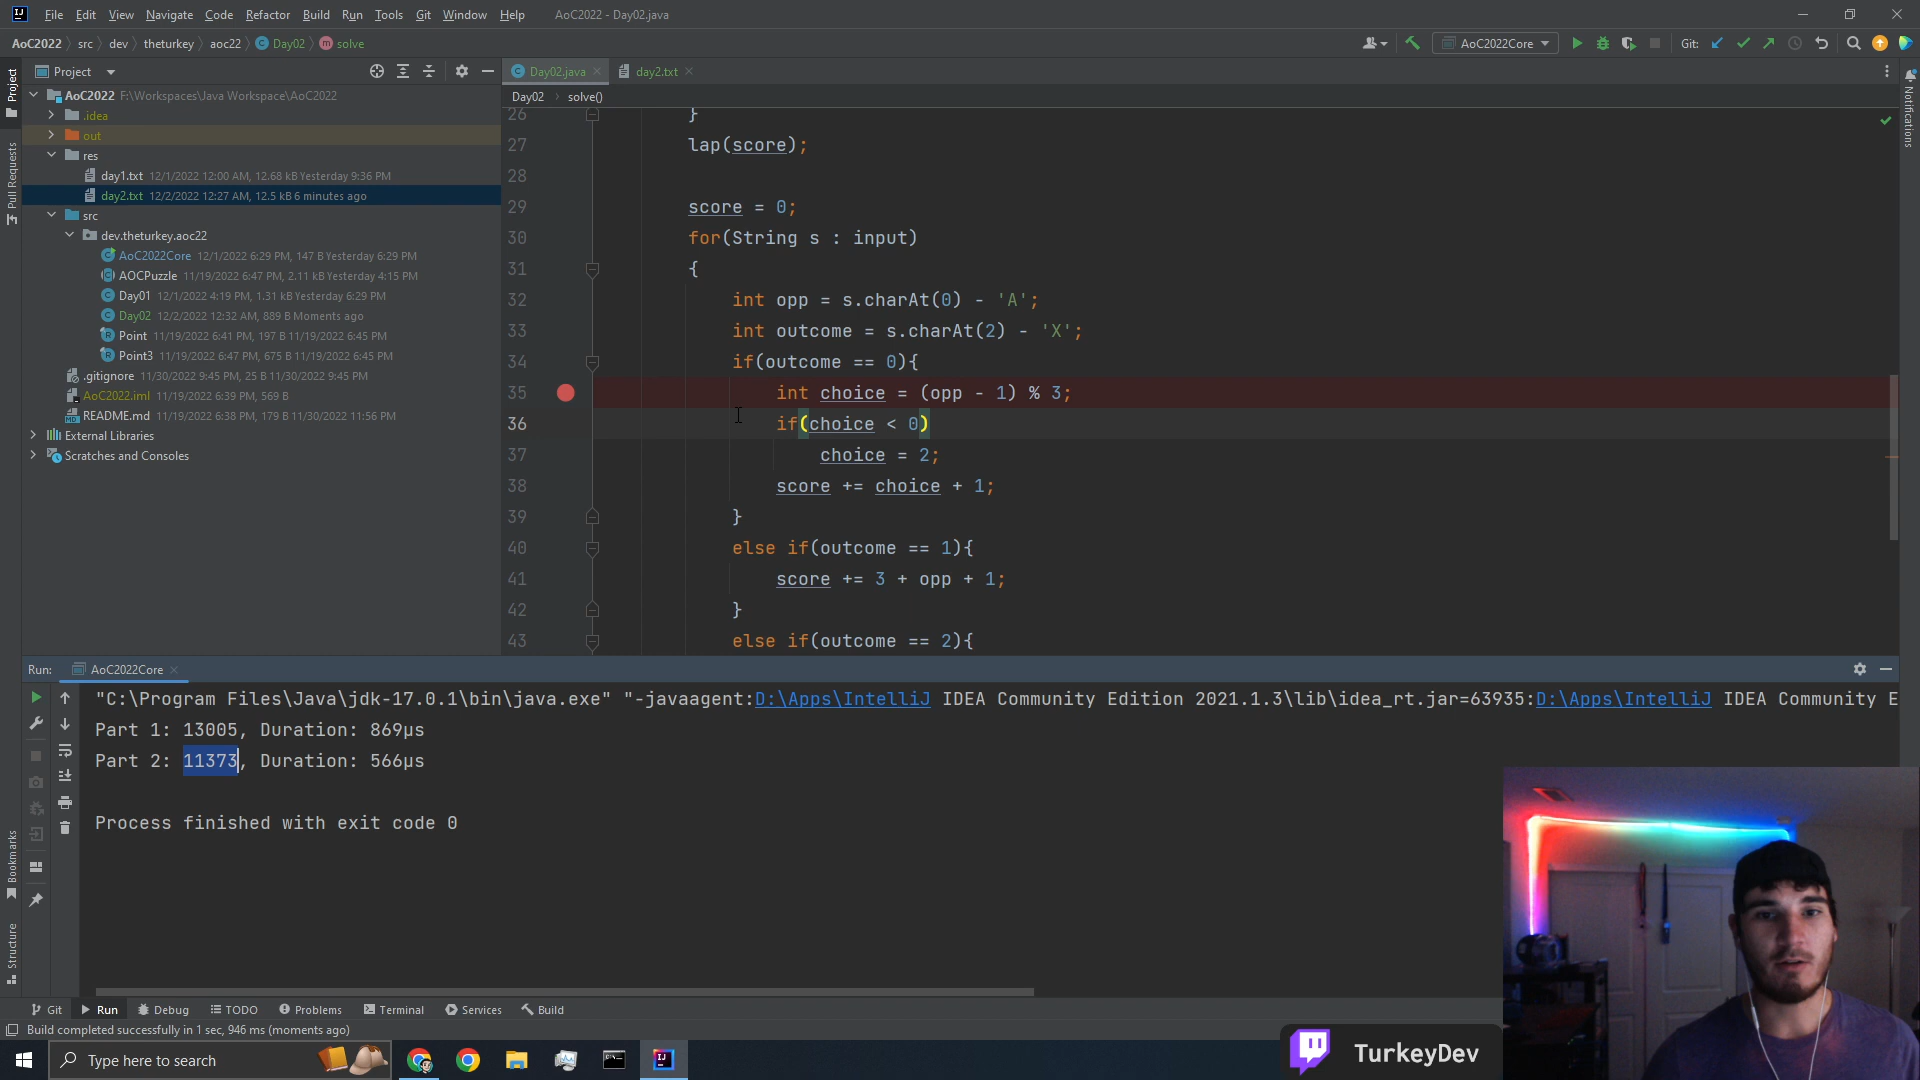 File Edit View Navigate Code Refactor Build Run Tools Git Window Help AoC2022 - Day02.java
AoC2022 src dev theturkey aoc22 Day02 solve
AoC2022Core
Git:
Project
Day02.java
day2.txt
Day02 solve()
Project
Pull Requests
Bookmarks
Structure
Notifications
AoC2022 F:\Workspaces\Java Workspace\AoC2022
.idea
out
res
day1.txt 12/1/2022 12:00 AM, 12.68 kB Yesterday 9:36 PM
day2.txt 12/2/2022 12:27 AM, 12.5 kB 6 minutes ago
src
dev.theturkey.aoc22
AoC2022Core 12/1/2022 6:29 PM, 147 B Yesterday 6:29 PM
AOCPuzzle 11/19/2022 6:47 PM, 2.11 kB Yesterday 4:15 PM
Day01 12/1/2022 4:19 PM, 1.31 kB Yesterday 6:29 PM
Day02 12/2/2022 12:32 AM, 889 B Moments ago
Point 11/19/2022 6:41 PM, 197 B 11/19/2022 6:45 PM
Point3 11/19/2022 6:47 PM, 675 B 11/19/2022 6:45 PM
.gitignore 11/30/2022 9:45 PM, 25 B 11/30/2022 9:45 PM
AoC2022.iml 11/19/2022 6:39 PM, 569 B
README.md 11/19/2022 6:38 PM, 179 B 11/30/2022 11:56 PM
External Libraries
Scratches and Consoles
26 }
27 lap(score);
28
29 score = 0;
30 for(String s : input)
31 {
32 int opp = s.charAt(0) - 'A';
33 int outcome = s.charAt(2) - 'X';
34 if(outcome == 0){
35 int choice = (opp - 1) % 3;
36 if(choice < 0)
37 choice = 2;
38 score += choice + 1;
39 }
40 else if(outcome == 1){
41 score += 3 + opp + 1;
42 }
43 else if(outcome == 2){
Run: AoC2022Core
"C:\Program Files\Java\jdk-17.0.1\bin\java.exe" "-javaagent:D:\Apps\IntelliJ IDEA Community Edition 2021.1.3\lib\idea_rt.jar=63935:D:\Apps\IntelliJ IDEA Community E
Part 1: 13005, Duration: 869µs
Part 2: 11373, Duration: 566µs
Process finished with exit code 0
Git Run Debug TODO Problems Terminal Services Build
Build completed successfully in 1 sec, 946 ms (moments ago)
Type here to search
TurkeyDev